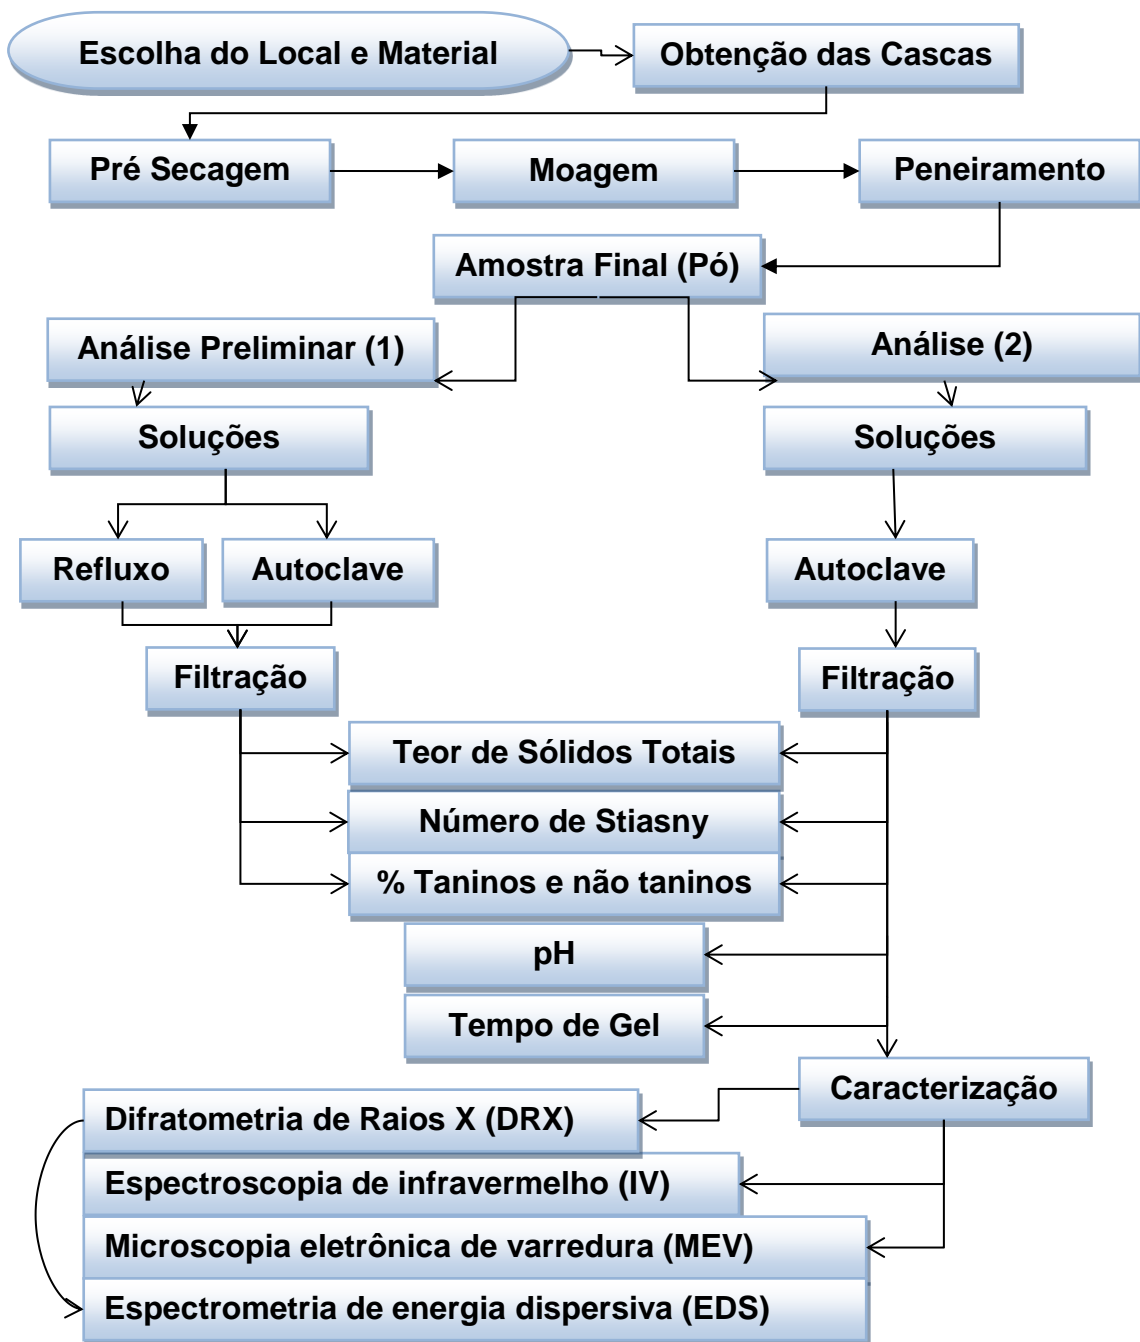 Escolha do Local e Material
Obtenção das Cascas
Pré Secagem
Moagem
Peneiramento
Amostra Final (Pó)
Análise Preliminar (1)
Análise (2)
Soluções
Soluções
Refluxo
Autoclave
Autoclave
Filtração
Filtração
Teor de Sólidos Totais
Número de Stiasny
% Taninos e não taninos
pH
Tempo de Gel
Caracterização
Difratometria de Raios X (DRX)
Espectroscopia de infravermelho (IV)
Microscopia eletrônica de varredura (MEV)
Espectrometria de energia dispersiva (EDS)